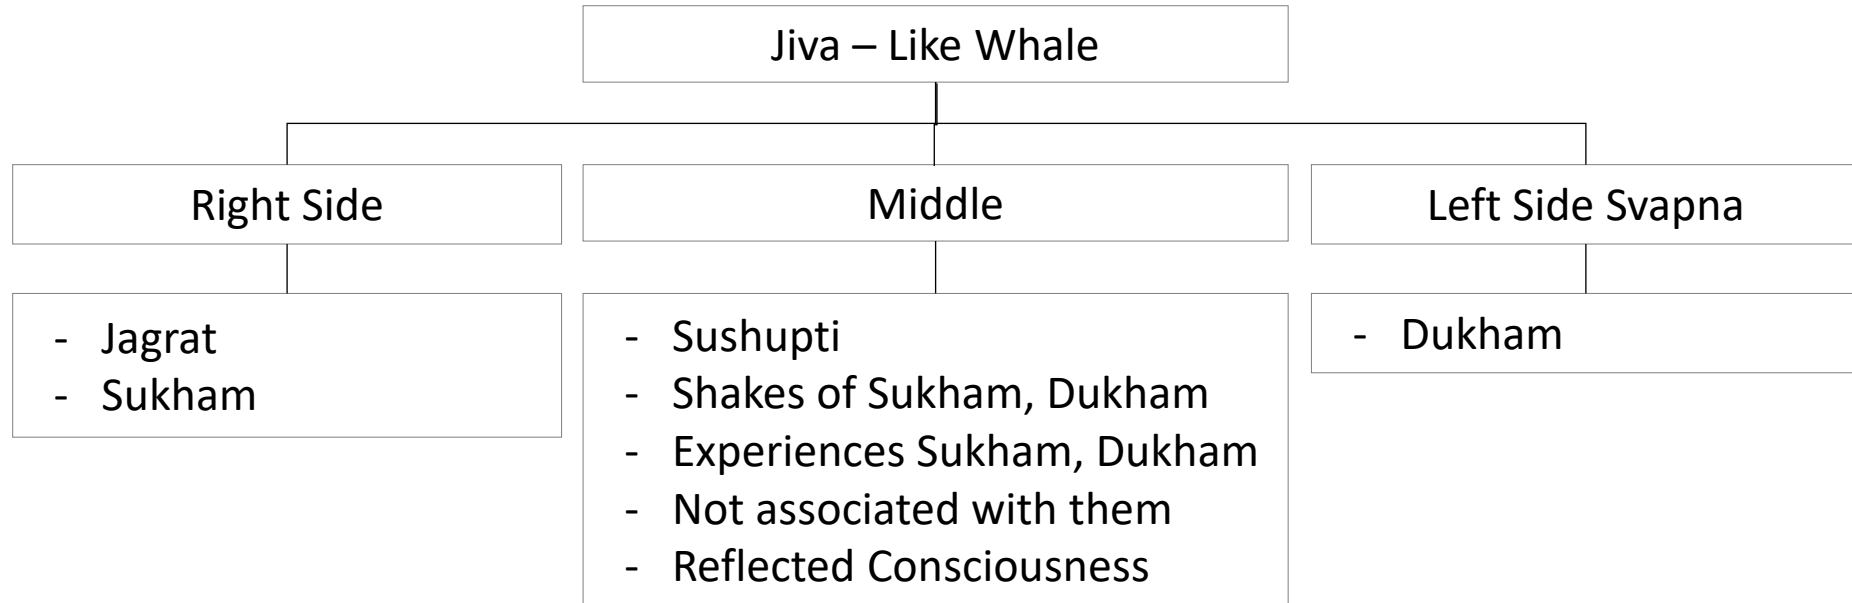 Jiva – Like Whale
Right Side
Middle
Left Side Svapna
- Jagrat
- Sukham
- Sushupti
- Shakes of Sukham, Dukham
- Experiences Sukham, Dukham
- Not associated with them
- Reflected Consciousness
- Dukham